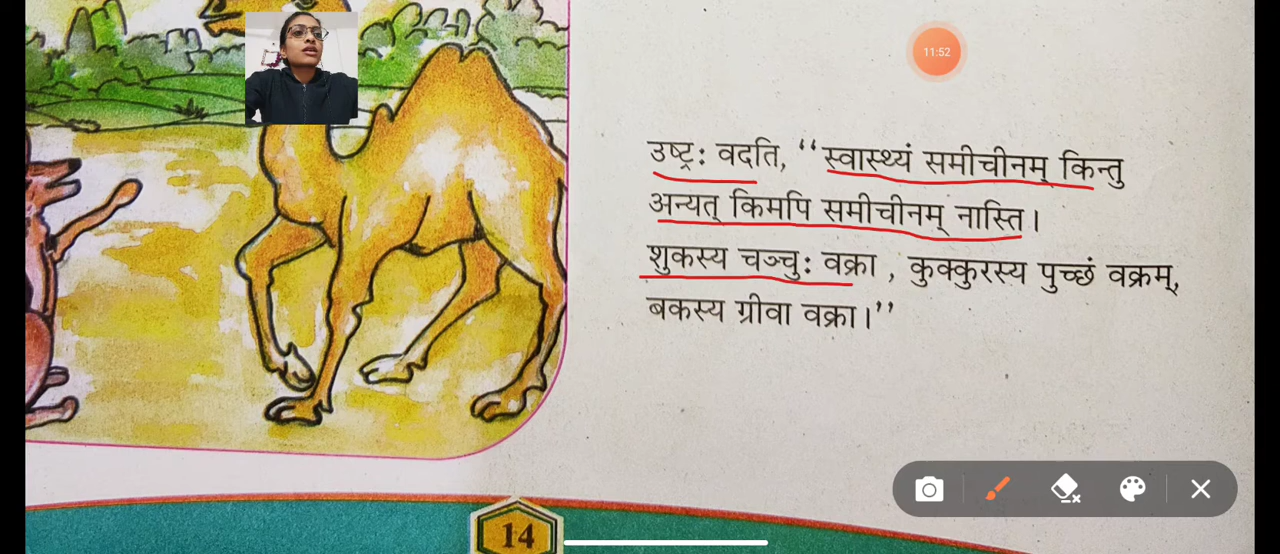 11:52
उष्ट्रः वदति, ‘‘स्वास्थ्यं समीचीनम् किन्तु
अन्यत् किमपि समीचीनम् नास्ति।
शुकस्य चञ्चुः वक्रा , कुक्कुरस्य पुच्छं वक्रम्,
बकस्य ग्रीवा वक्रा।’’
14